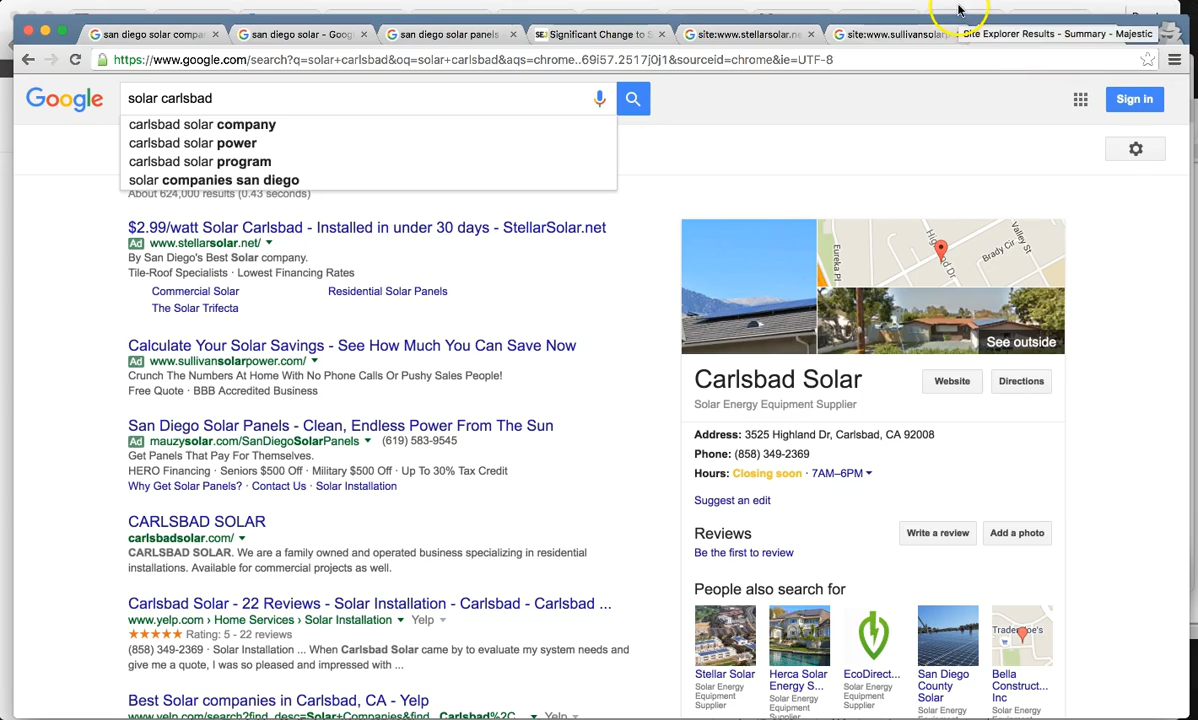 san diego solar compa
san diego solar - Google
san diego solar panels
Significant Change to S
site:www.stellarsolar.ne
site:www.sullivansolarp
Site Explorer Results - Summary - Majestic
https://www.google.com/search?q=solar+carlsbad&oq=solar+carlsbad&aqs=chrome..69i57.2517j0j1&sourceid=chrome&ie=UTF-8
Google
solar carlsbad
Sign in
carlsbad solar company
carlsbad solar power
carlsbad solar program
solar companies san diego
About 624,000 results (0.43 seconds)
$2.99/watt Solar Carlsbad - Installed in under 30 days - StellarSolar.net
Ad www.stellarsolar.net/
By San Diego's Best Solar company.
Tile-Roof Specialists · Lowest Financing Rates
Commercial Solar
Residential Solar Panels
The Solar Trifecta
Calculate Your Solar Savings - See How Much You Can Save Now
Ad www.sullivansolarpower.com/
Crunch The Numbers At Home With No Phone Calls Or Pushy Sales People!
Free Quote · BBB Accredited Business
San Diego Solar Panels - Clean, Endless Power From The Sun
Ad mauzysolar.com/SanDiegoSolarPanels (619) 583-9545
Get Panels That Pay For Themselves.
HERO Financing · Seniors $500 Off · Military $500 Off · Up To 30% Tax Credit
Why Get Solar Panels? · Contact Us · Solar Installation
CARLSBAD SOLAR
carlsbadsolar.com/
CARLSBAD SOLAR. We are a family owned and operated business specializing in residential
installations. Available for commercial projects as well.
Carlsbad Solar - 22 Reviews - Solar Installation - Carlsbad - Carlsbad ...
www.yelp.com › Home Services › Solar Installation Yelp
Rating: 5 - 22 reviews
(858) 349-2369 · Solar Installation ... When Carlsbad Solar came by to evaluate my system needs and
give me a quote, I was so pleased and impressed with ...
Best Solar companies in Carlsbad, CA - Yelp
www.yelp.com/search?find_desc=Solar+Companies&find_...Carlsbad%2C... Yelp
Eureka Pl
Highland Dr
Brady Cir
Valley St
See outside
Carlsbad Solar
Website
Directions
Solar Energy Equipment Supplier
Address: 3525 Highland Dr, Carlsbad, CA 92008
Phone: (858) 349-2369
Hours: Closing soon · 7AM–6PM
Suggest an edit
Reviews
Write a review
Add a photo
Be the first to review
People also search for
Trader Joe's
Stellar Solar
Solar Energy
Equipment
Supplier
Herca Solar
Energy S...
Solar Energy
Equipment
Supplier
EcoDirect...
Solar Energy
Equipment
Supplier
San Diego
County
Solar
Solar Energy
Equipment
Bella
Construct...
Inc
Solar Energy
Equipment